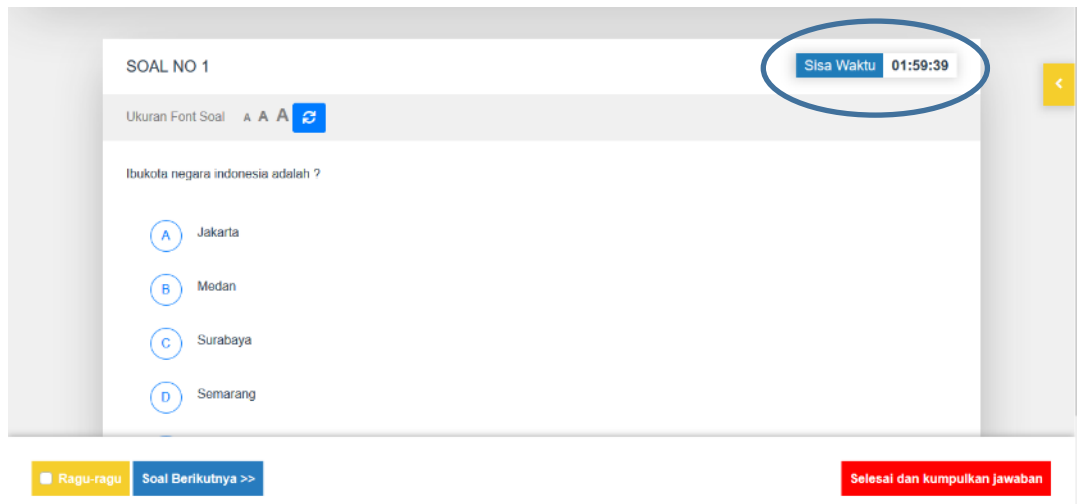 SOAL NO 1
Sisa Waktu 01:59:39
Ukuran Font Soal A A A
Ibukota negara indonesia adalah ?
A Jakarta
B Medan
C Surabaya
D Semarang
Ragu-ragu Soal Berikutnya >> Selesai dan kumpulkan jawaban